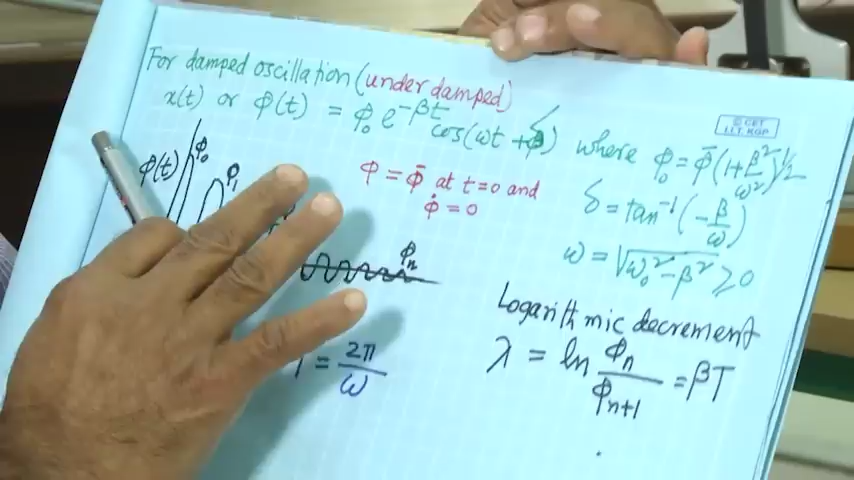 For damped oscillation (under damped)
x(t) or φ(t) = φ₀ e^{-βt} cos(ωt + δ) where φ₀ = φ̄ (1 + β²/ω²)^{1/2}
© CET
I.I.T. KGP
φ(t) φ₀ φ₁
φ = φ̄ at t=0 and
φ̇ = 0
δ = tan⁻¹(-β/ω)
ω = √(ω₀² - β²) ≥ 0
φₙ
Logarithmic decrement
λ = ln φₙ/φₙ₊₁ = βT
T = 2π/ω